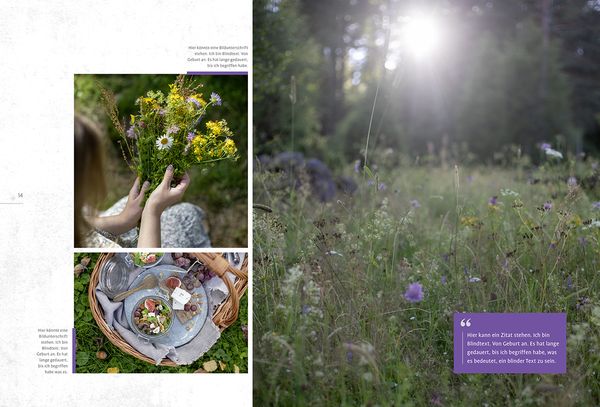 Hier könnte eine Bildunterschrift
stehen. Ich bin Blindtext. Von
Geburt an. Es hat lange gedauert,
bis ich begriffen habe.
14
Hier könnte eine
Bildunterschrift
stehen. Ich bin
Blindtext. Von
Geburt an. Es hat
lange gedauert,
bis ich begriffen
habe, was es.
“
Hier kann ein Zitat stehen. Ich bin
Blindtext. Von Geburt an. Es hat lange
gedauert, bis ich begriffen habe, was
es bedeutet, ein blinder Text zu sein.